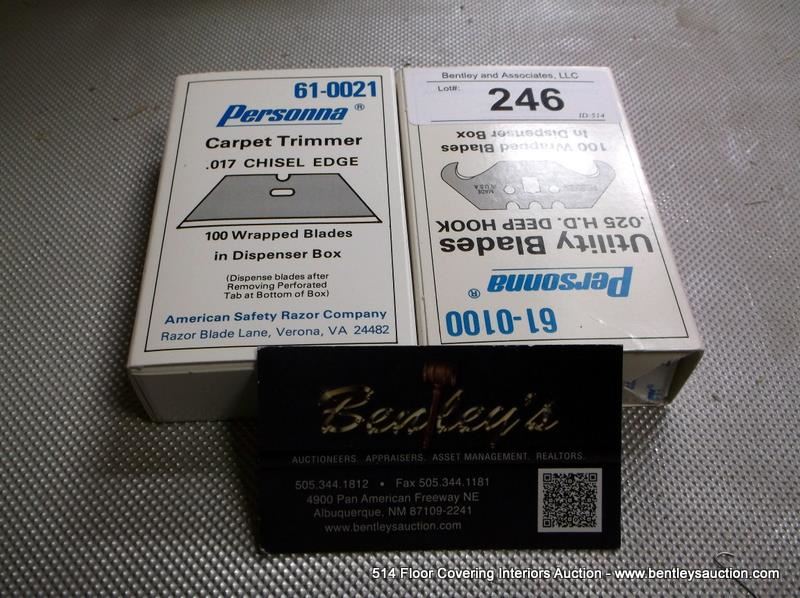 61-0021
Personna ®
Carpet Trimmer
.017 CHISEL EDGE
100 Wrapped Blades
in Dispenser Box
(Dispense blades after
Removing Perforated
Tab at Bottom of Box)
American Safety Razor Company
Razor Blade Lane, Verona, VA 24482
Bentley and Associates, LLC
Lot#:
246
ID:514
61-0100
Personna ®
Utility Blades
.025 H.D. DEEP HOOK
MADE
IN U.S.A.
100 Wrapped Blades
in Dispenser Box
Bentley's
AUCTIONEERS. APPRAISERS. ASSET MANAGEMENT. REALTORS.
505.344.1812 • Fax 505.344.1181
4900 Pan American Freeway NE
Albuquerque, NM 87109-2241
www.bentleysauction.com
514 Floor Covering Interiors Auction - www.bentleysauction.com